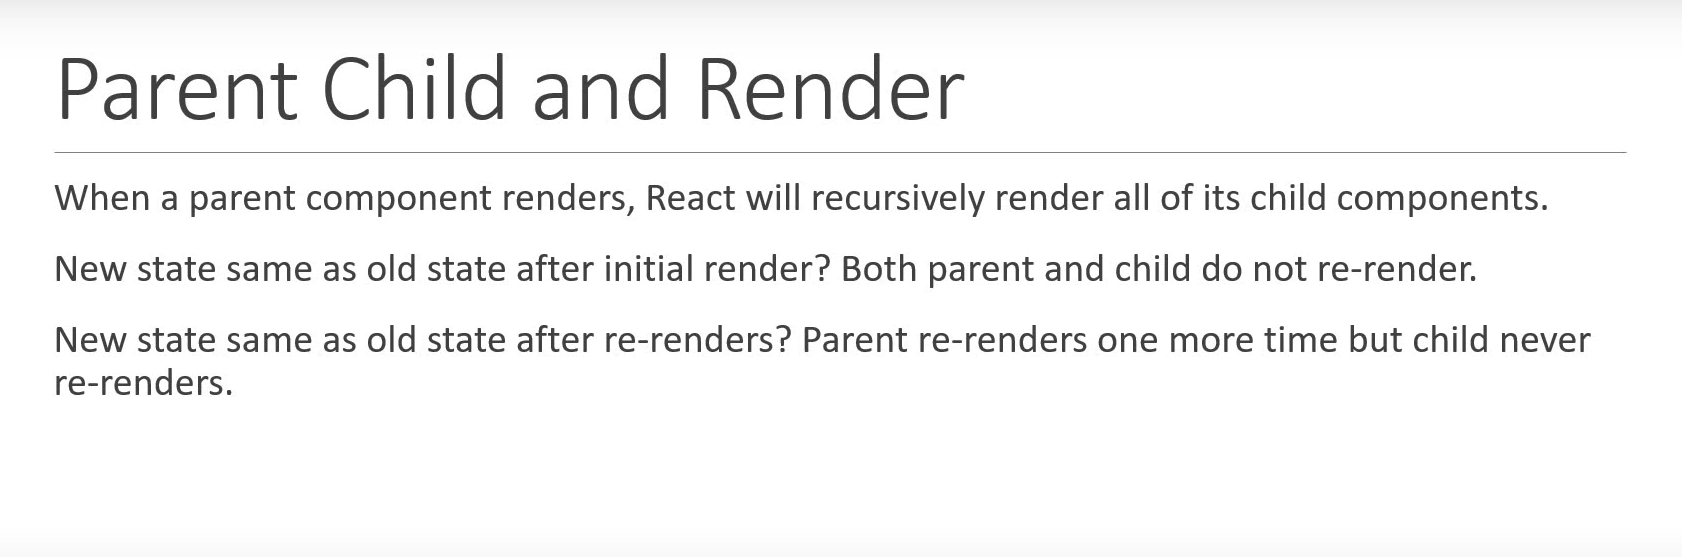 Parent Child and Render
When a parent component renders, React will recursively render all of its child components.
New state same as old state after initial render? Both parent and child do not re-render.
New state same as old state after re-renders? Parent re-renders one more time but child never
re-renders.